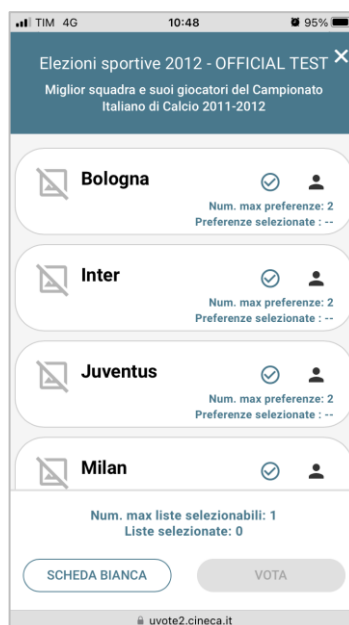 TIM 4G 10:48 95%
Elezioni sportive 2012 - OFFICIAL TEST
Miglior squadra e suoi giocatori del Campionato
Italiano di Calcio 2011-2012
Bologna
Num. max preferenze: 2
Preferenze selezionate : --
Inter
Num. max preferenze: 2
Preferenze selezionate : --
Juventus
Num. max preferenze: 2
Preferenze selezionate : --
Milan
Num. max liste selezionabili: 1
Liste selezionate: 0
SCHEDA BIANCA VOTA
uvote2.cineca.it